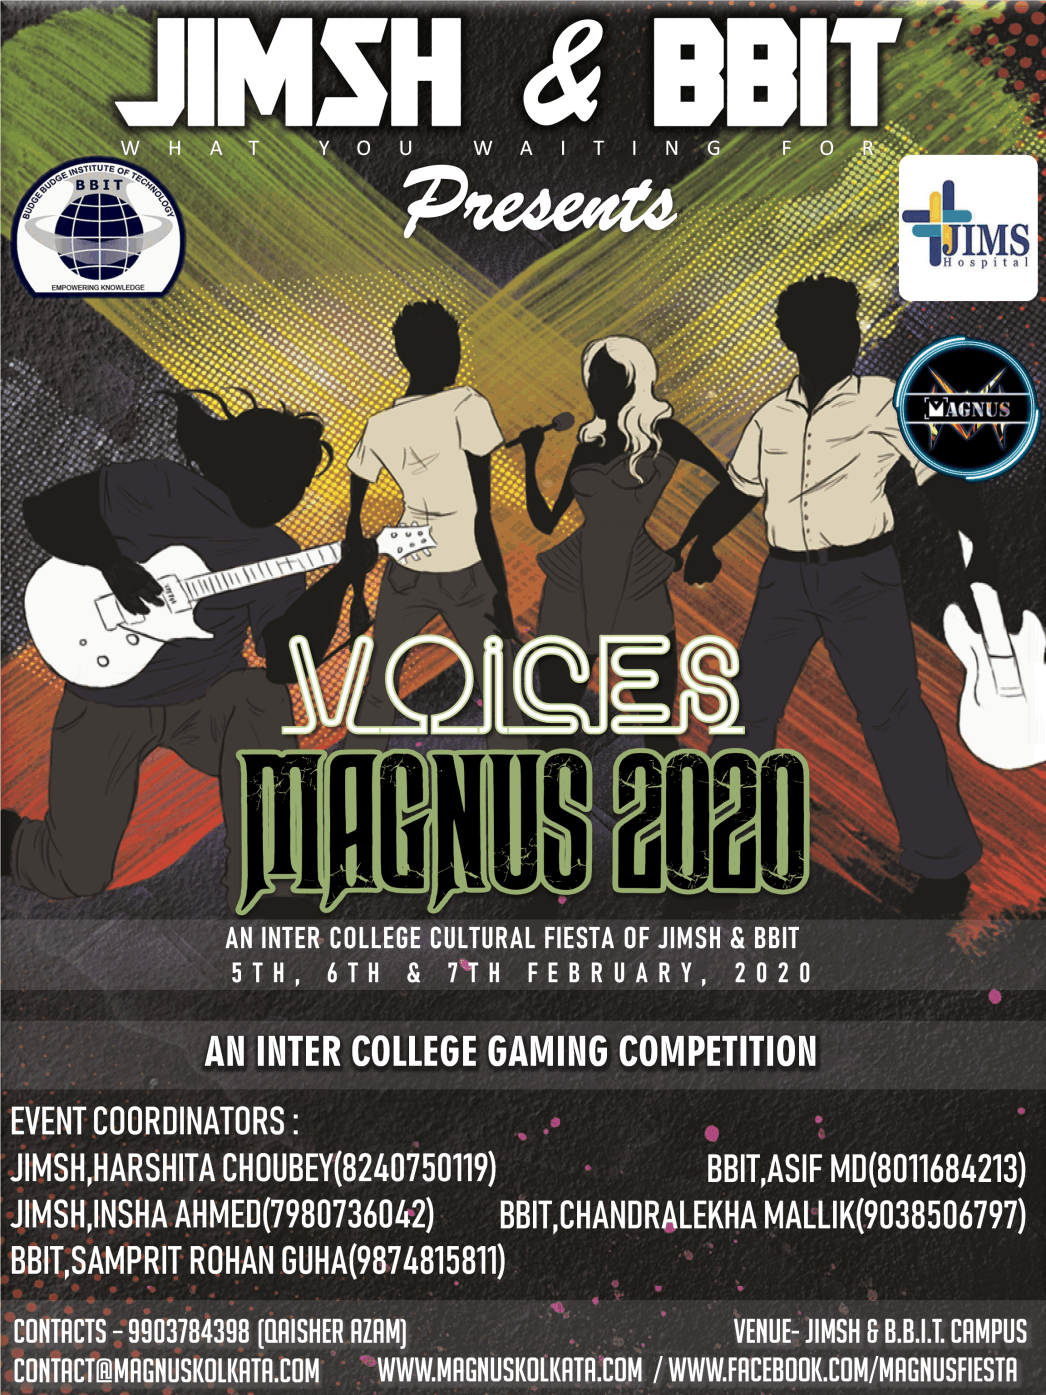 JIMSH & BBIT
WHAT YOU WAITING FOR
Presents
BUDGE BUDGE INSTITUTE OF TECHNOLOGY
BBIT
EMPOWERING KNOWLEDGE
JIMS
Hospital
MAGNUS
VOICES
MAGNUS 2020
AN INTER COLLEGE CULTURAL FIESTA OF JIMSH & BBIT
5TH, 6TH & 7TH FEBRUARY, 2020
AN INTER COLLEGE GAMING COMPETITION
EVENT COORDINATORS :
JIMSH,HARSHITA CHOUBEY(8240750119) BBIT,ASIF MD(8011684213)
JIMSH,INSHA AHMED(7980736042) BBIT,CHANDRALEKHA MALLIK(9038506797)
BBIT,SAMPRIT ROHAN GUHA(9874815811)
CONTACTS - 9903784398 (QAISHER AZAM) VENUE- JIMSH & B.B.I.T. CAMPUS
CONTACT@MAGNUSKOLKATA.COM WWW.MAGNUSKOLKATA.COM / WWW.FACEBOOK.COM/MAGNUSFIESTA